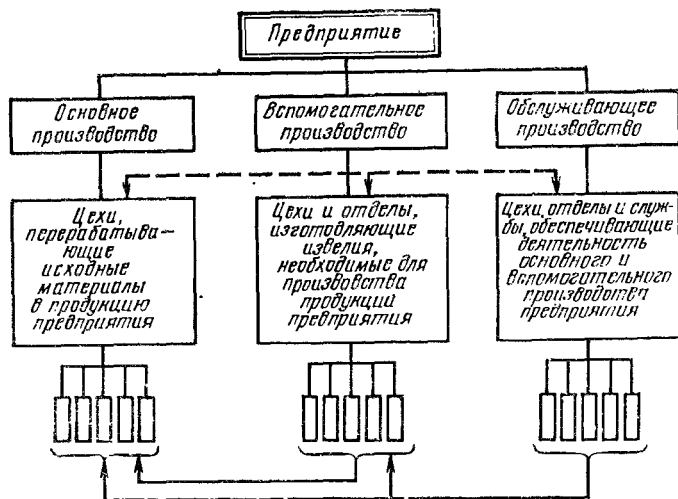 Предприятие
Основное
производство
Вспомогательное
производство
Обслуживающее
производство
Цехи,
перерабатыва-
ющие
исходные
материалы
в продукцию
предприятия
Цехи и отделы,
изготовляющие
изделия,
необходимые для
производства
продукции
предприятия
Цехи, отделы и служ-
бы, обеспечивающие
деятельность
основного и
вспомогательного
производств
предприятия